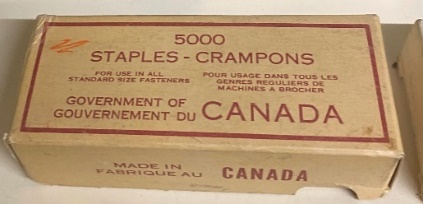 5000
STAPLES - CRAMPONS
FOR USE IN ALL
STANDARD SIZE FASTENERS
POUR USAGE DANS TOUS LES
GENRES REGULIERS DE
MACHINES A BROCHER
GOVERNMENT OF
GOUVERNEMENT DU CANADA
MADE IN
FABRIQUE AU CANADA